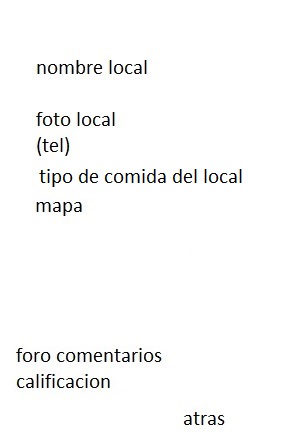 nombre local
foto local
(tel)
tipo de comida del local
mapa
foro comentarios
calificacion
atras